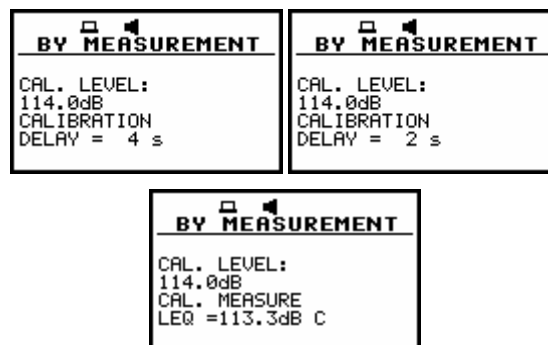 BY MEASUREMENT
CAL. LEVEL:
114.0dB
CALIBRATION
DELAY = 4 s
BY MEASUREMENT
CAL. LEVEL:
114.0dB
CALIBRATION
DELAY = 2 s
BY MEASUREMENT
CAL. LEVEL:
114.0dB
CAL. MEASURE
LEQ =113.3dB C